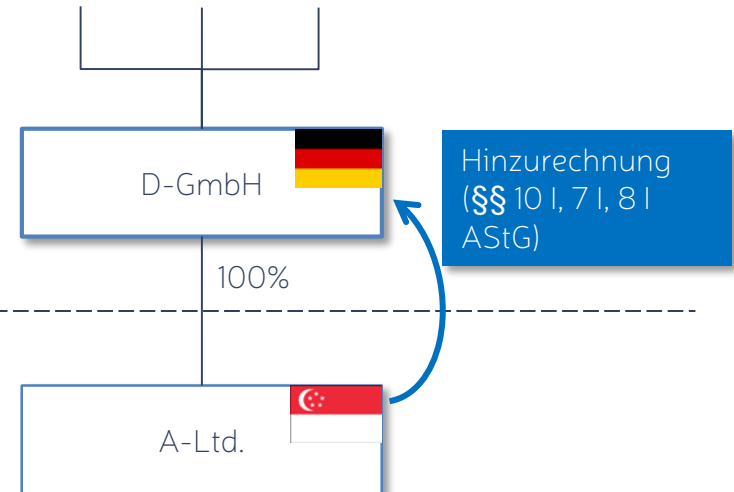 D-GmbH
Hinzurechnung
(§§ 10 I, 7 I, 8 I
AStG)
100%
A-Ltd.